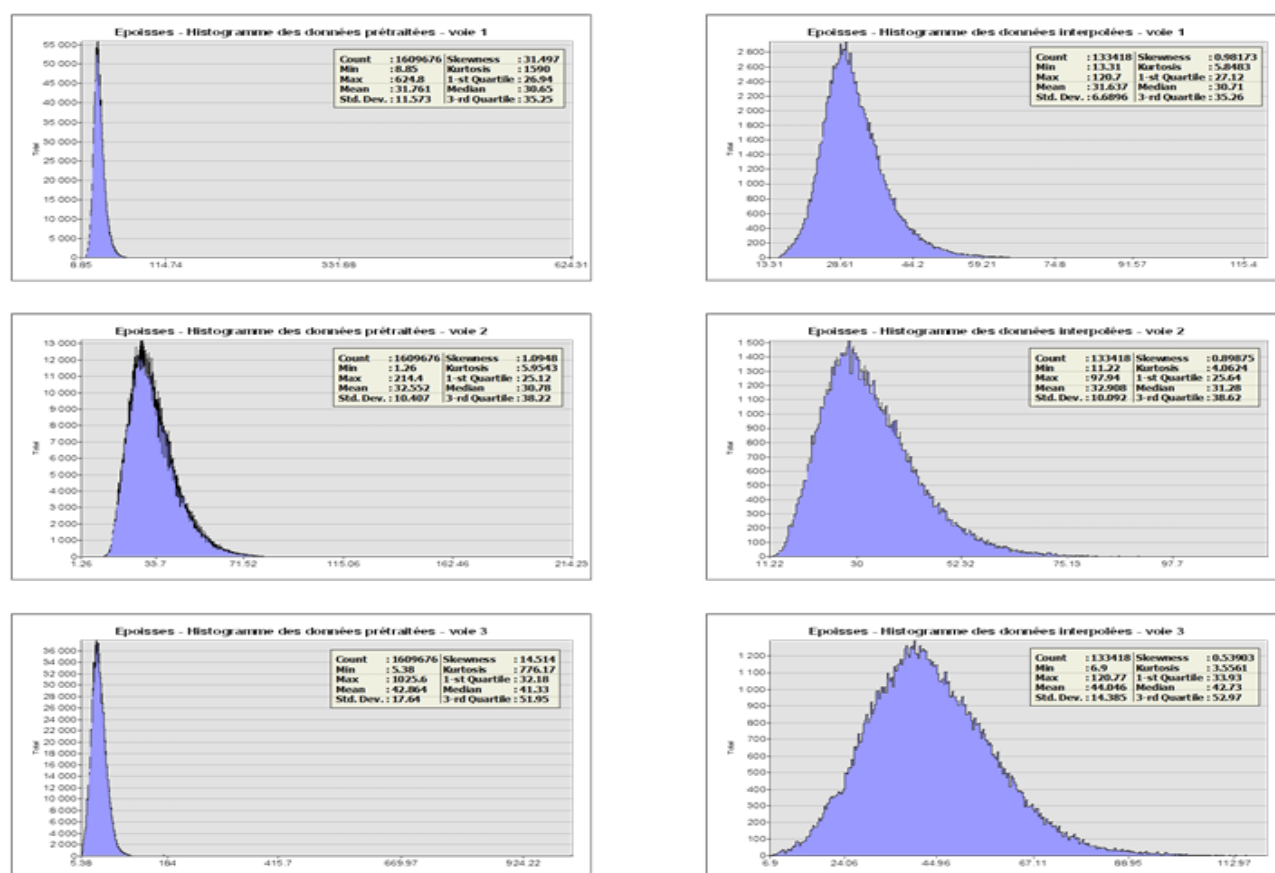 Epoisses - Histogramme des données prétraitées - voie 1
55 000
50 000
45 000
40 000
35 000
30 000
25 000
20 000
15 000
10 000
5 000
0
Total
Count : 1609676 Skewness : 31.497
Min : 8.85 Kurtosis : 1590
Max : 624.8 1-st Quartile : 26.94
Mean : 31.761 Median : 30.65
Std. Dev. : 11.573 3-rd Quartile : 35.25
8.85 114.74 331.68 624.31
Epoisses - Histogramme des données interpolées - voie 1
2 800
2 600
2 400
2 200
2 000
1 800
1 600
1 400
1 200
1 000
800
600
400
200
0
Total
Count : 133418 Skewness : 0.98173
Min : 13.31 Kurtosis : 5.8483
Max : 120.7 1-st Quartile : 27.12
Mean : 31.637 Median : 30.71
Std. Dev. : 6.6896 3-rd Quartile : 35.26
13.31 28.61 44.2 59.21 74.8 91.57 115.4
Epoisses - Histogramme des données prétraitées - voie 2
13 000
12 000
11 000
10 000
9 000
8 000
7 000
6 000
5 000
4 000
3 000
2 000
1 000
0
Total
Count : 1609676 Skewness : 1.0948
Min : 1.26 Kurtosis : 5.9543
Max : 214.4 1-st Quartile : 25.12
Mean : 32.552 Median : 30.78
Std. Dev. : 10.407 3-rd Quartile : 38.22
1.26 33.7 71.52 115.06 162.46 214.23
Epoisses - Histogramme des données interpolées - voie 2
1 500
1 400
1 300
1 200
1 100
1 000
900
800
700
600
500
400
300
200
100
0
Total
Count : 133418 Skewness : 0.89875
Min : 11.22 Kurtosis : 4.0624
Max : 97.94 1-st Quartile : 25.64
Mean : 32.908 Median : 31.28
Std. Dev. : 10.092 3-rd Quartile : 38.62
11.22 30 52.32 75.13 97.7
Epoisses - Histogramme des données prétraitées - voie 3
36 000
34 000
32 000
30 000
28 000
26 000
24 000
22 000
20 000
18 000
16 000
14 000
12 000
10 000
8 000
6 000
4 000
2 000
0
Total
Count : 1609676 Skewness : 14.514
Min : 5.38 Kurtosis : 776.17
Max : 1025.6 1-st Quartile : 32.18
Mean : 42.864 Median : 41.33
Std. Dev. : 17.64 3-rd Quartile : 51.95
5.38 184 415.7 669.97 924.22
Epoisses - Histogramme des données interpolées - voie 3
1 200
1 100
1 000
900
800
700
600
500
400
300
200
100
0
Total
Count : 133418 Skewness : 0.53903
Min : 6.9 Kurtosis : 3.5561
Max : 120.77 1-st Quartile : 33.93
Mean : 44.046 Median : 42.73
Std. Dev. : 14.385 3-rd Quartile : 52.97
6.9 24.06 44.96 67.11 88.95 112.97